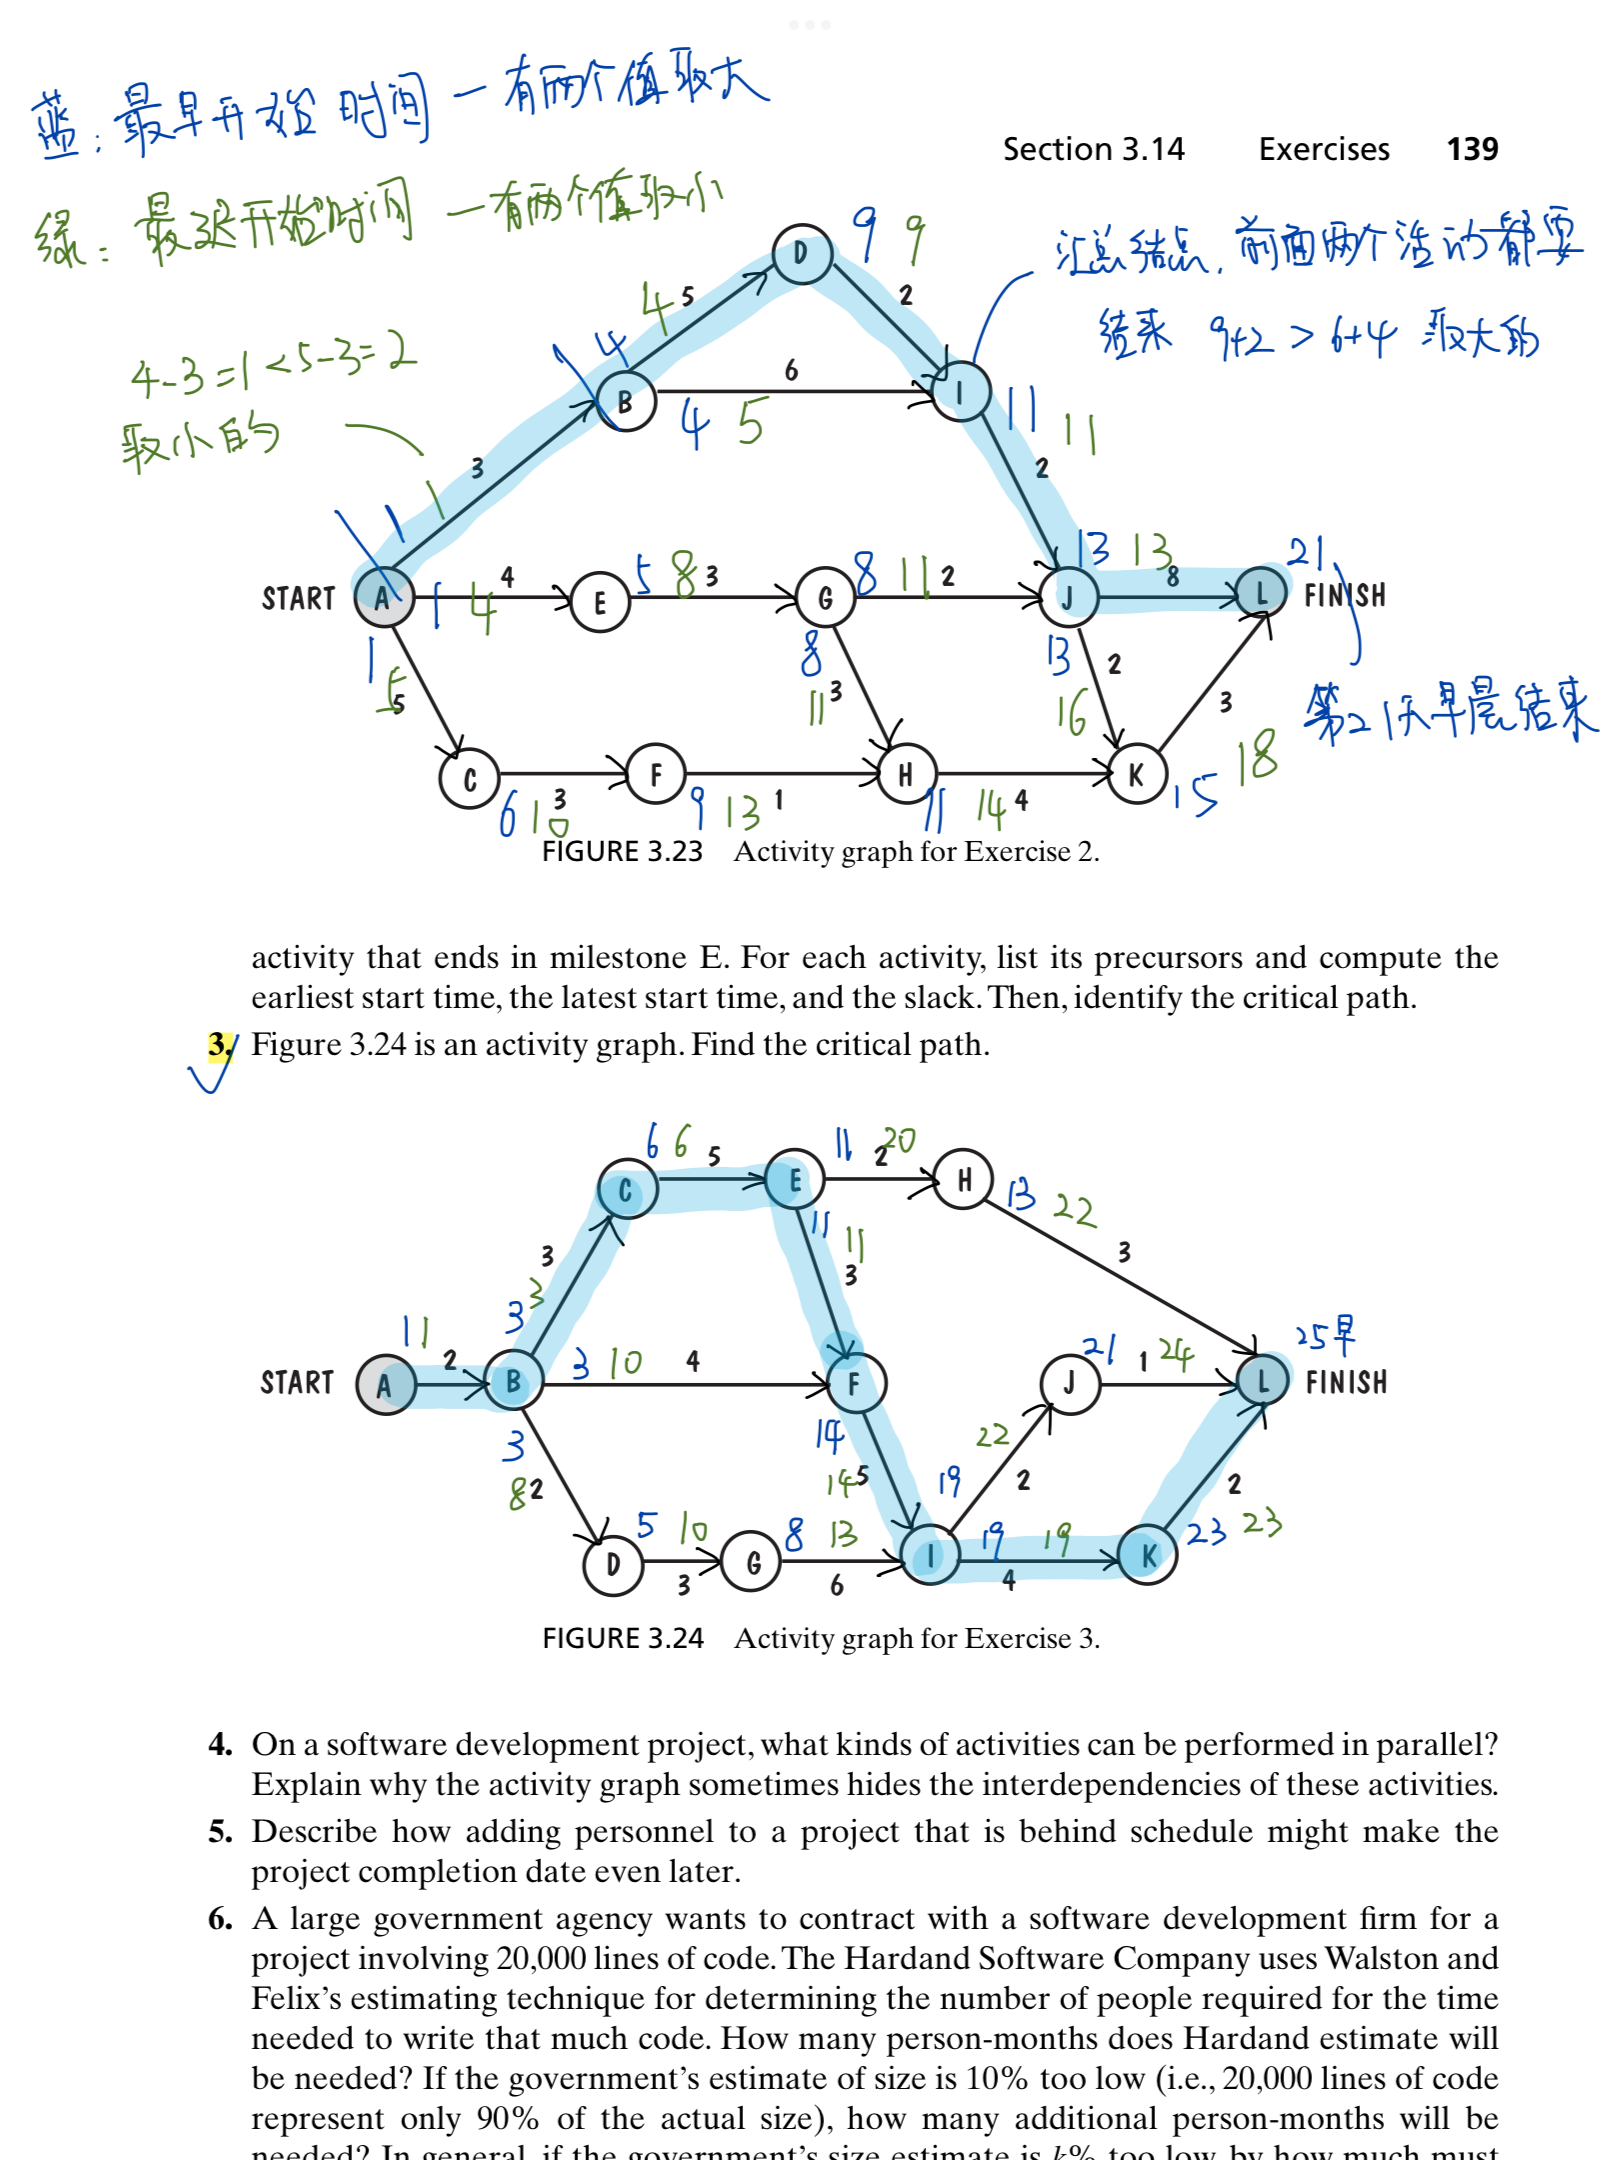 蓝：最早开始时间 — 有两个值取大
Section 3.14 Exercises 139
绿：最迟开始时间 — 有两个值取小
汇总结点，前面两个活动都要
结束 9+2 > 6+4 取大的
4-3=1 < 5-3=2
取小的
D 9 9
4 5 2
4 B 6 I 11 11
4 5
3 2
1 1
START A 4 E 5 8 3 G 8 11 2 J 13 13 8 L 21 FINISH
1 4
1 5 5 8 11 3 13 16 2 3
第21天早晨结束
C 3 F 1 H 4 K 15 18
6 10 9 13 11 14
FIGURE 3.23 Activity graph for Exercise 2.
activity that ends in milestone E. For each activity, list its precursors and compute the
earliest start time, the latest start time, and the slack. Then, identify the critical path.
3. Figure 3.24 is an activity graph. Find the critical path.
6 6 5 11 2 20
C E H 13 22
11 11
3 3 3 3
3
1 1 2 21 1 24 25早
START A B 3 10 4 F J L FINISH
3 14 22
8 2 14 5 19 2 2
5 10 8 13 19 19 23 23
D 3 G 6 I 4 K
FIGURE 3.24 Activity graph for Exercise 3.
4. On a software development project, what kinds of activities can be performed in parallel?
Explain why the activity graph sometimes hides the interdependencies of these activities.
5. Describe how adding personnel to a project that is behind schedule might make the
project completion date even later.
6. A large government agency wants to contract with a software development firm for a
project involving 20,000 lines of code. The Hardand Software Company uses Walston and
Felix's estimating technique for determining the number of people required for the time
needed to write that much code. How many person-months does Hardand estimate will
be needed? If the government's estimate of size is 10% too low (i.e., 20,000 lines of code
represent only 90% of the actual size), how many additional person-months will be
needed? In general, if the government's size estimate is k% too low, by how much must